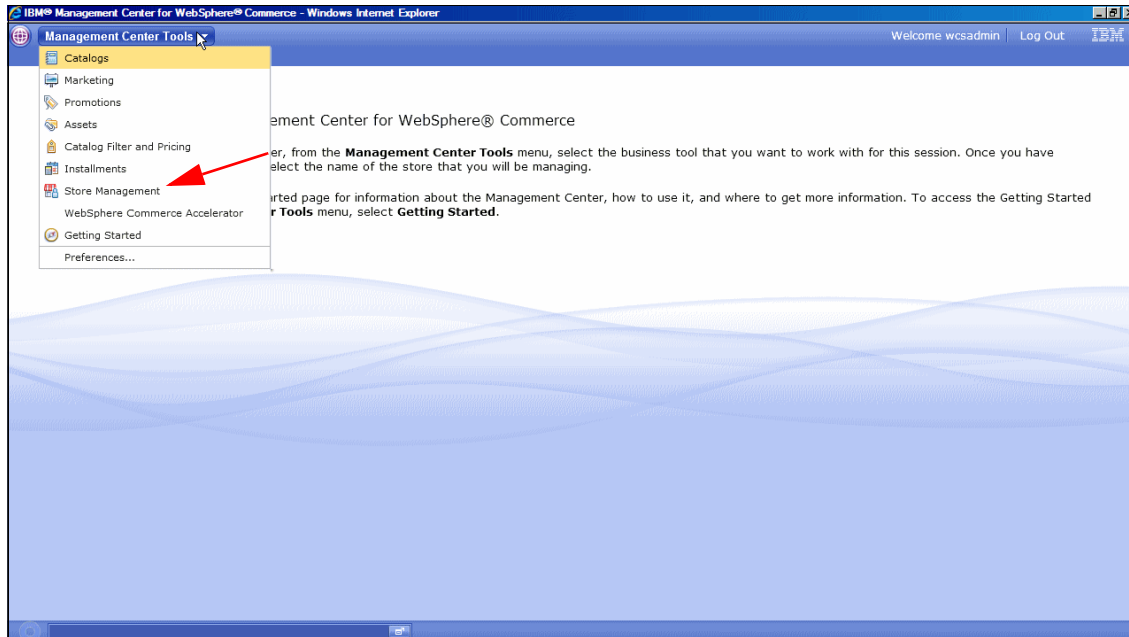 IBM® Management Center for WebSphere® Commerce - Windows Internet Explorer
Management Center Tools
Welcome wcsadmin
Log Out
IBM
Catalogs
Marketing
Promotions
Assets
Catalog Filter and Pricing
Installments
Store Management
WebSphere Commerce Accelerator
Getting Started
Preferences...
ement Center for WebSphere® Commerce
er, from the Management Center Tools menu, select the business tool that you want to work with for this session. Once you have
elect the name of the store that you will be managing.
arted page for information about the Management Center, how to use it, and where to get more information. To access the Getting Started
r Tools menu, select Getting Started.